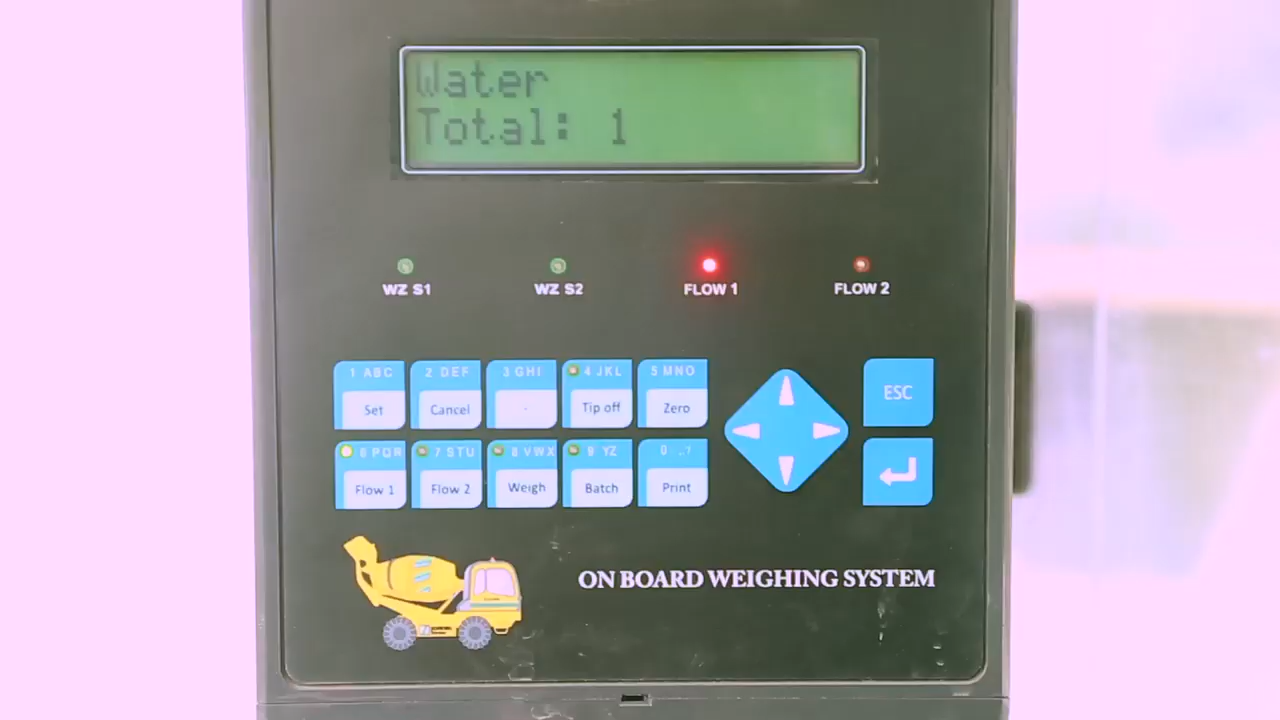 Water
Total: 1
WZ S1
WZ S2
FLOW 1
FLOW 2
1 ABC
2 DEF
3 GHI
4 JKL
5 MNO
Set
Cancel
.
Tip off
Zero
ESC
6 PQR
7 STU
8 VWX
9 YZ
Flow 1
Flow 2
Weigh
Batch
Print
ON BOARD WEIGHING SYSTEM